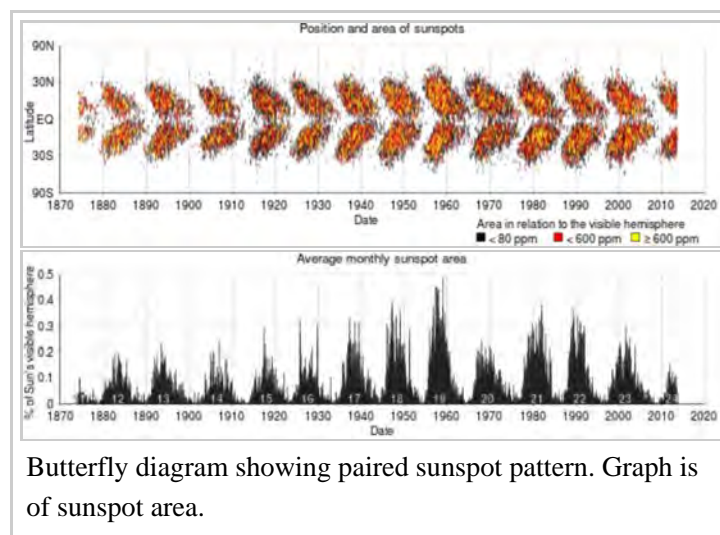 Position and area of sunspots
90N
30N
EQ
30S
90S
Latitude
1870 1880 1890 1900 1910 1920 1930 1940 1950 1960 1970 1980 1990 2000 2010 2020
Date
Area in relation to the visible hemisphere
< 80 ppm < 600 ppm ≥ 600 ppm
Average monthly sunspot area
0.5
0.4
0.3
0.2
0.1
0
% of Sun's visible hemisphere
12 13 14 15 16 17 18 19 20 21 22 23 24
1870 1880 1890 1900 1910 1920 1930 1940 1950 1960 1970 1980 1990 2000 2010 2020
Date
Butterfly diagram showing paired sunspot pattern. Graph is
of sunspot area.